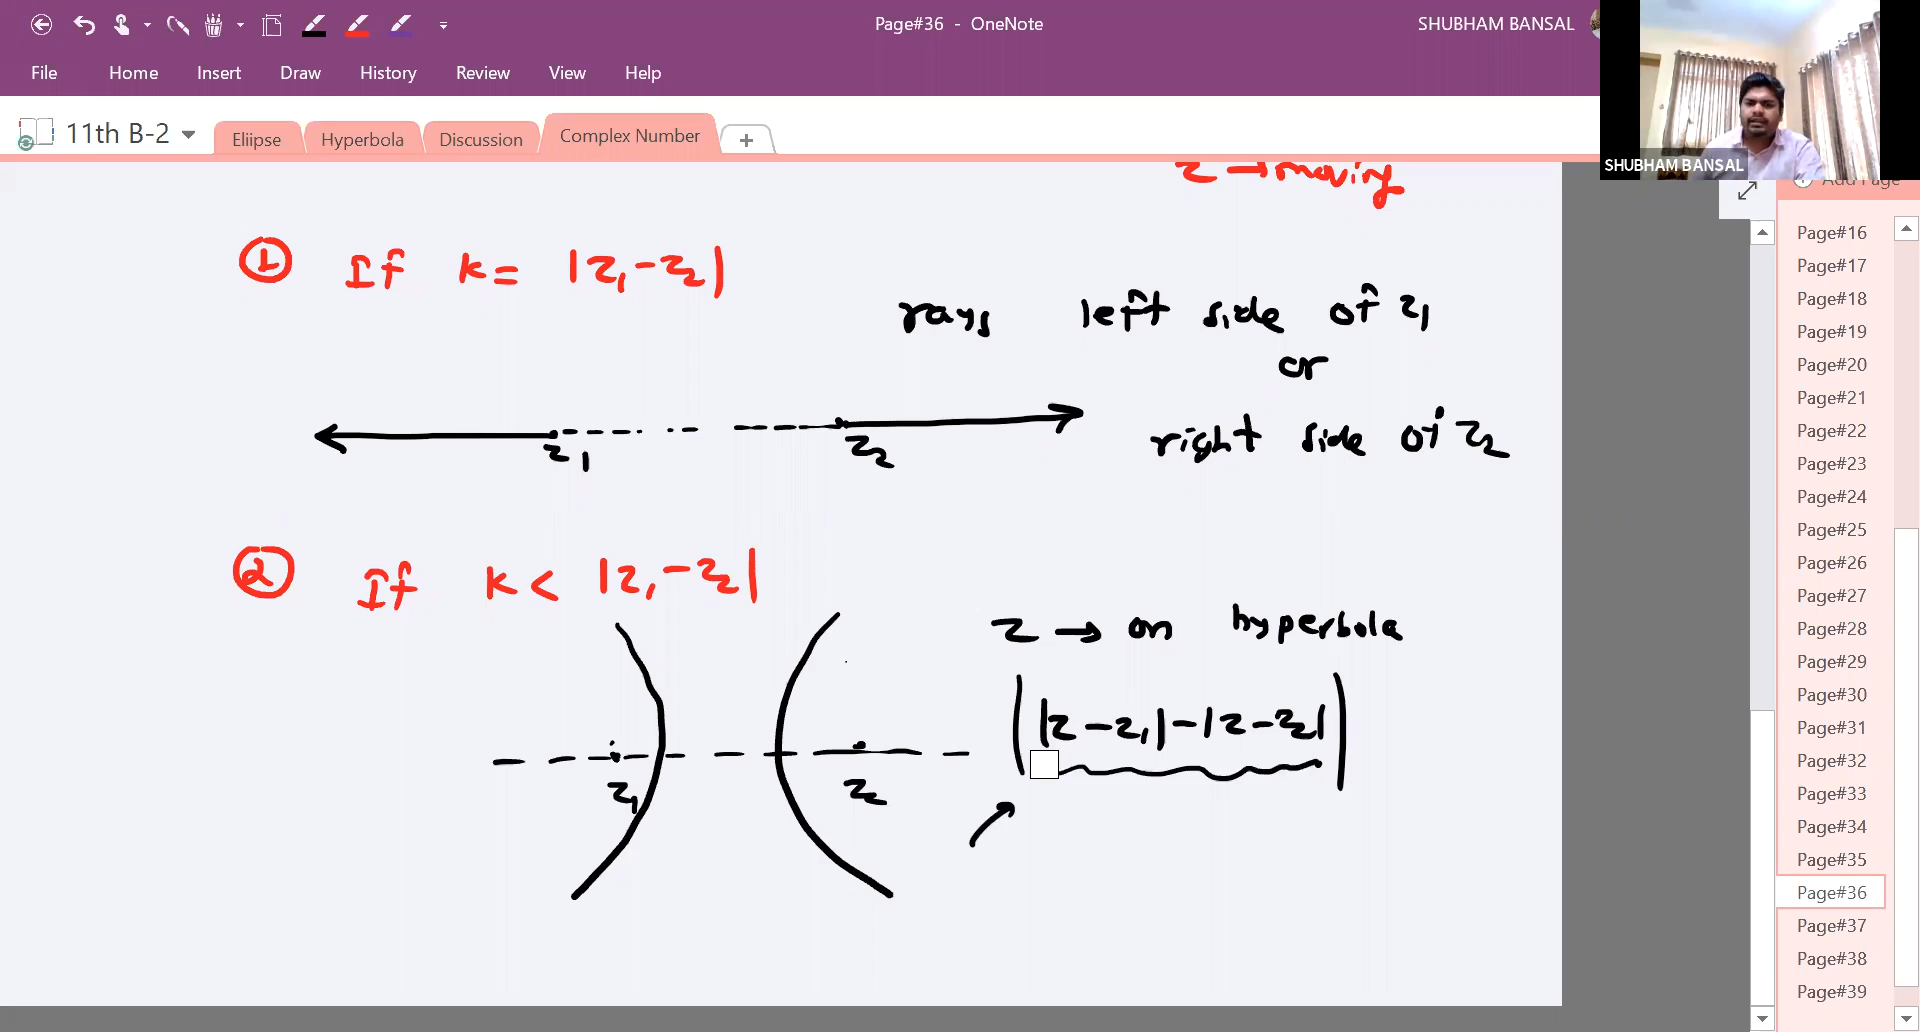 Page#36 - OneNote
SHUBHAM BANSAL
File Home Insert Draw History Review View Help
SHUBHAM BANSAL
11th B-2
Eliipse Hyperbola Discussion Complex Number +
Add Page
z → moving
① If k = |z₁-z₂|
rays left side of z₁
or
right side of z₂
z₁ z₂
② If k < |z₁-z₂|
z → on hyperbola
||z-z₁|-|z-z₂||
z₁ z₂
Page#16
Page#17
Page#18
Page#19
Page#20
Page#21
Page#22
Page#23
Page#24
Page#25
Page#26
Page#27
Page#28
Page#29
Page#30
Page#31
Page#32
Page#33
Page#34
Page#35
Page#36
Page#37
Page#38
Page#39